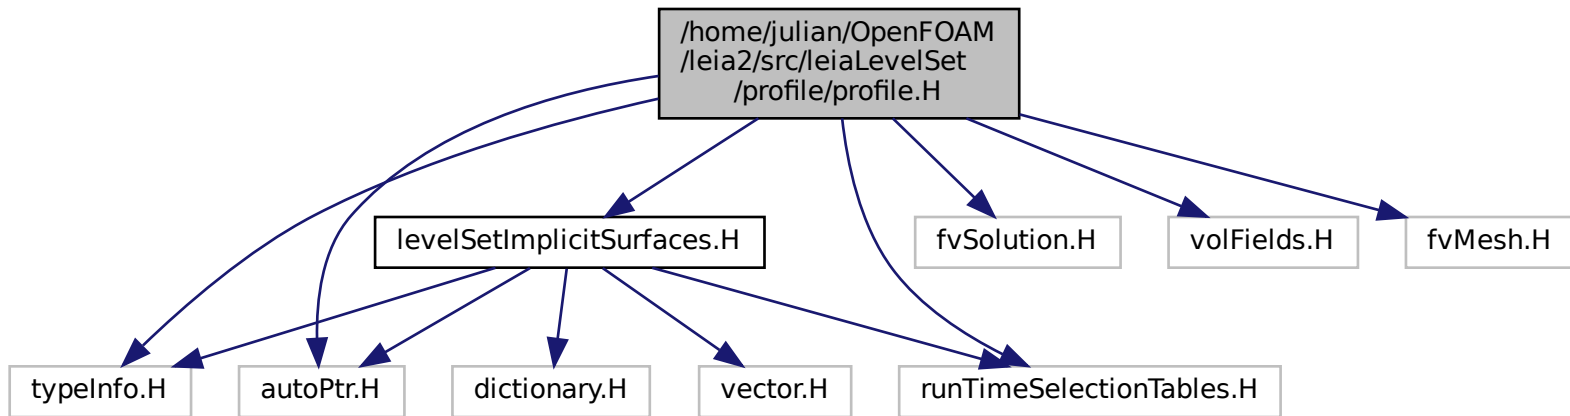 /home/julian/OpenFOAM
/leia2/src/leiaLevelSet
/profile/profile.H
levelSetImplicitSurfaces.H
fvSolution.H
volFields.H
fvMesh.H
typeInfo.H
autoPtr.H
dictionary.H
vector.H
runTimeSelectionTables.H